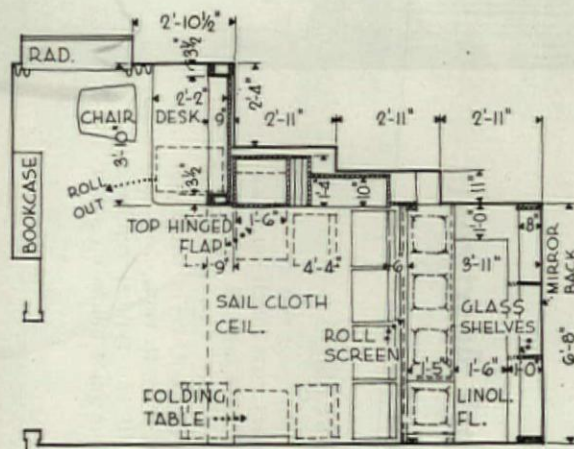 2'-10½"
RAD.
3½"
CHAIR
DESK
2'-2"
9"
2'-4"
3'-10"
2'-11"
2'-11"
2'-11"
BOOKCASE
ROLL
OUT
3½"
1'-4"
10"
11"
TOP HINGED
FLAP
1'-6"
1'-0"
8"
9"
4'-4"
6"
3'-11"
MIRROR
BACK
SAIL CLOTH
CEIL.
GLASS
SHELVES
ROLL
SCREEN
6'-8"
1'-5"
1'-6"
1'-0"
FOLDING
TABLE
LINOL.
FL.